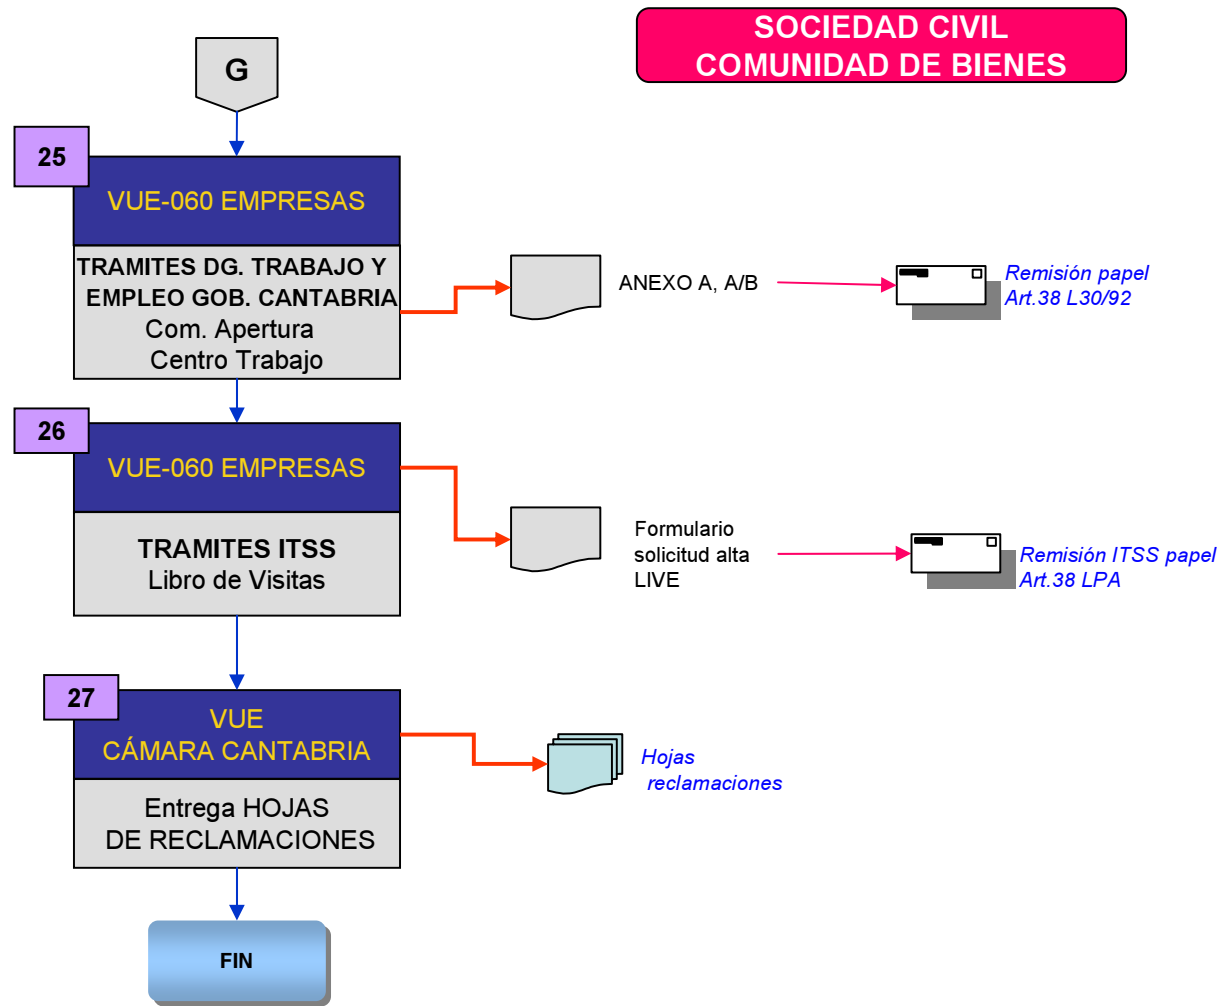 SOCIEDAD CIVIL
COMUNIDAD DE BIENES
G
25
VUE-060 EMPRESAS
TRAMITES DG. TRABAJO Y
EMPLEO GOB. CANTABRIA
Com. Apertura
Centro Trabajo
ANEXO A, A/B
Remisión papel
Art.38 L30/92
26
VUE-060 EMPRESAS
TRAMITES ITSS
Libro de Visitas
Formulario
solicitud alta
LIVE
Remisión ITSS papel
Art.38 LPA
27
VUE
CÁMARA CANTABRIA
Entrega HOJAS
DE RECLAMACIONES
Hojas
reclamaciones
FIN